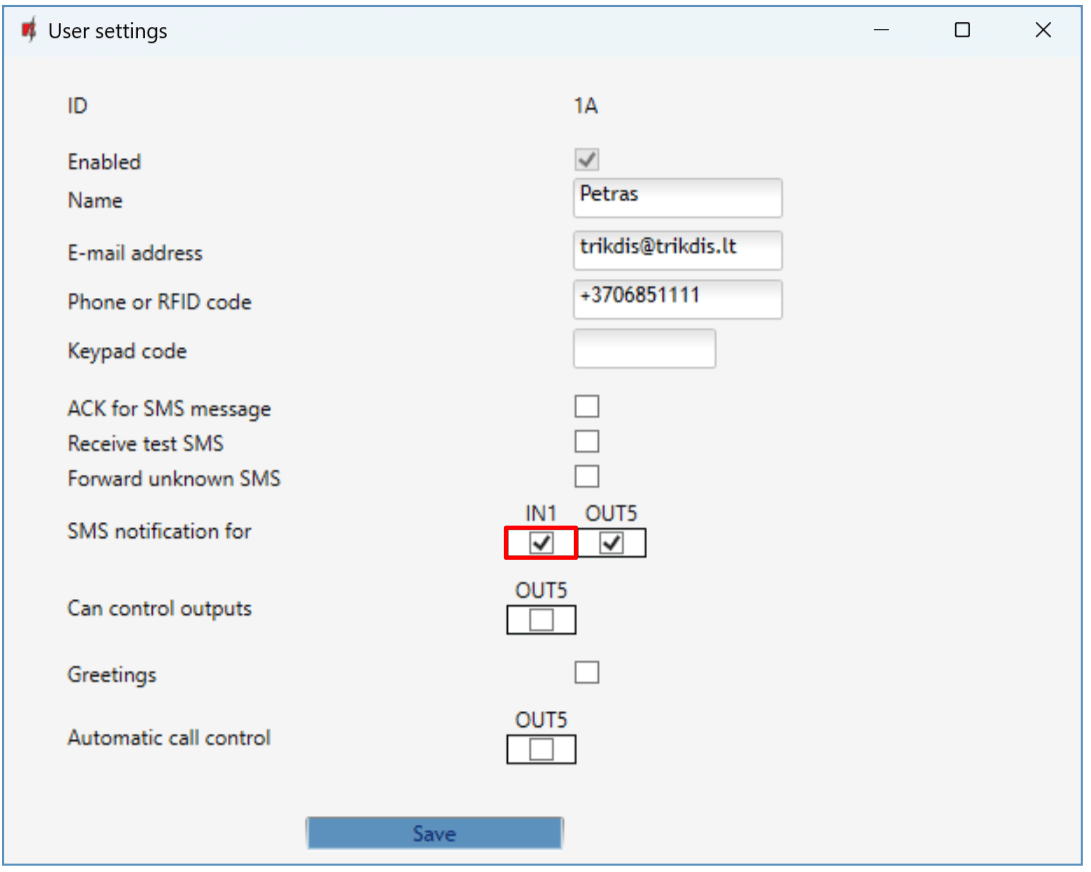 User settings
ID 1A
Enabled
Name Petras
E-mail address trikdis@trikdis.lt
Phone or RFID code +3706851111
Keypad code
ACK for SMS message
Receive test SMS
Forward unknown SMS
IN1 OUT5
SMS notification for
OUT5
Can control outputs
Greetings
OUT5
Automatic call control
Save